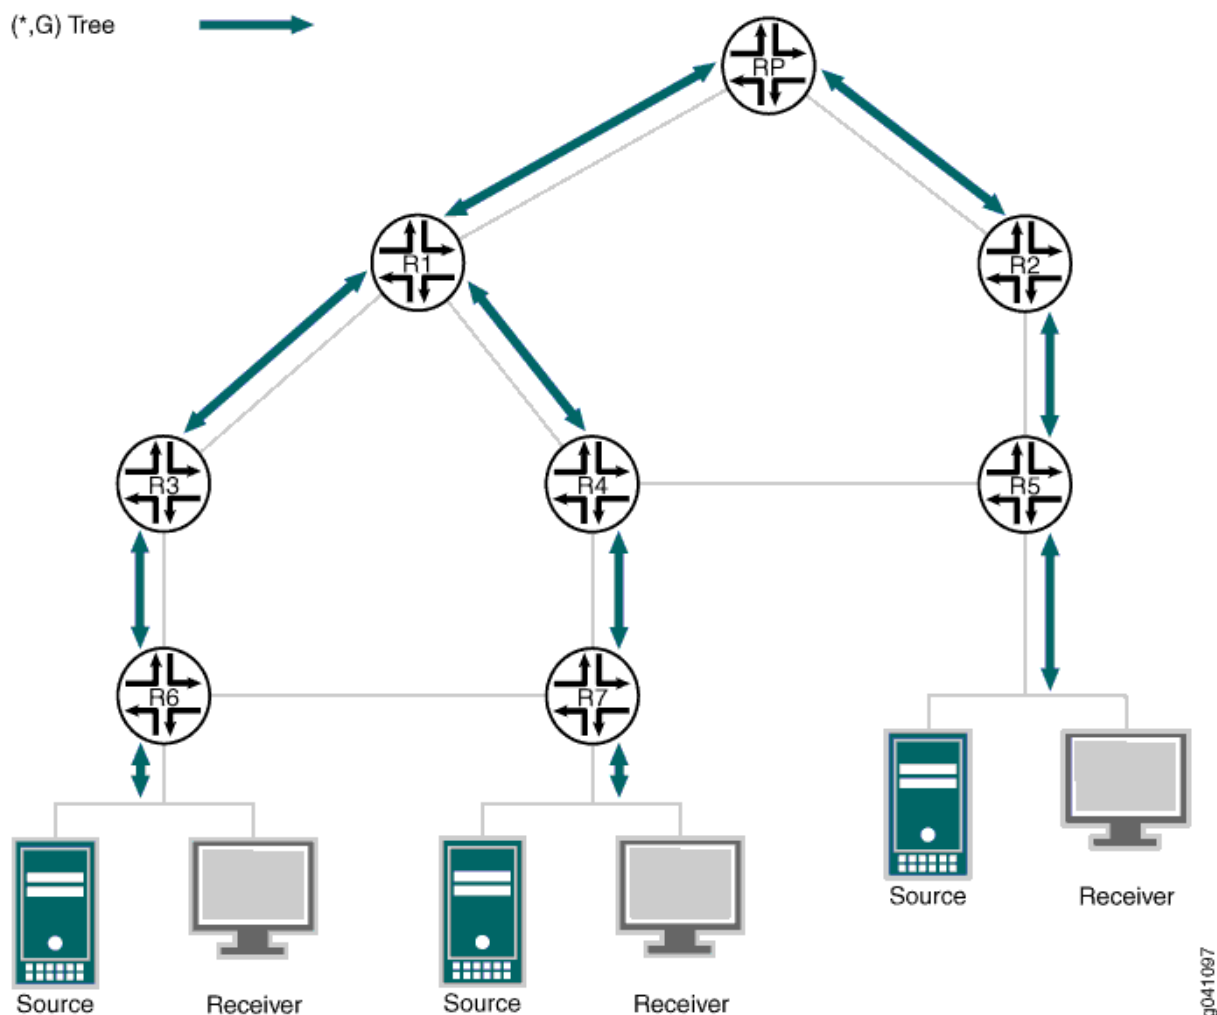 (*,G) Tree
RP
R1
R2
R3
R4
R5
R6
R7
Source
Receiver
Source
Receiver
Source
Receiver
g041097